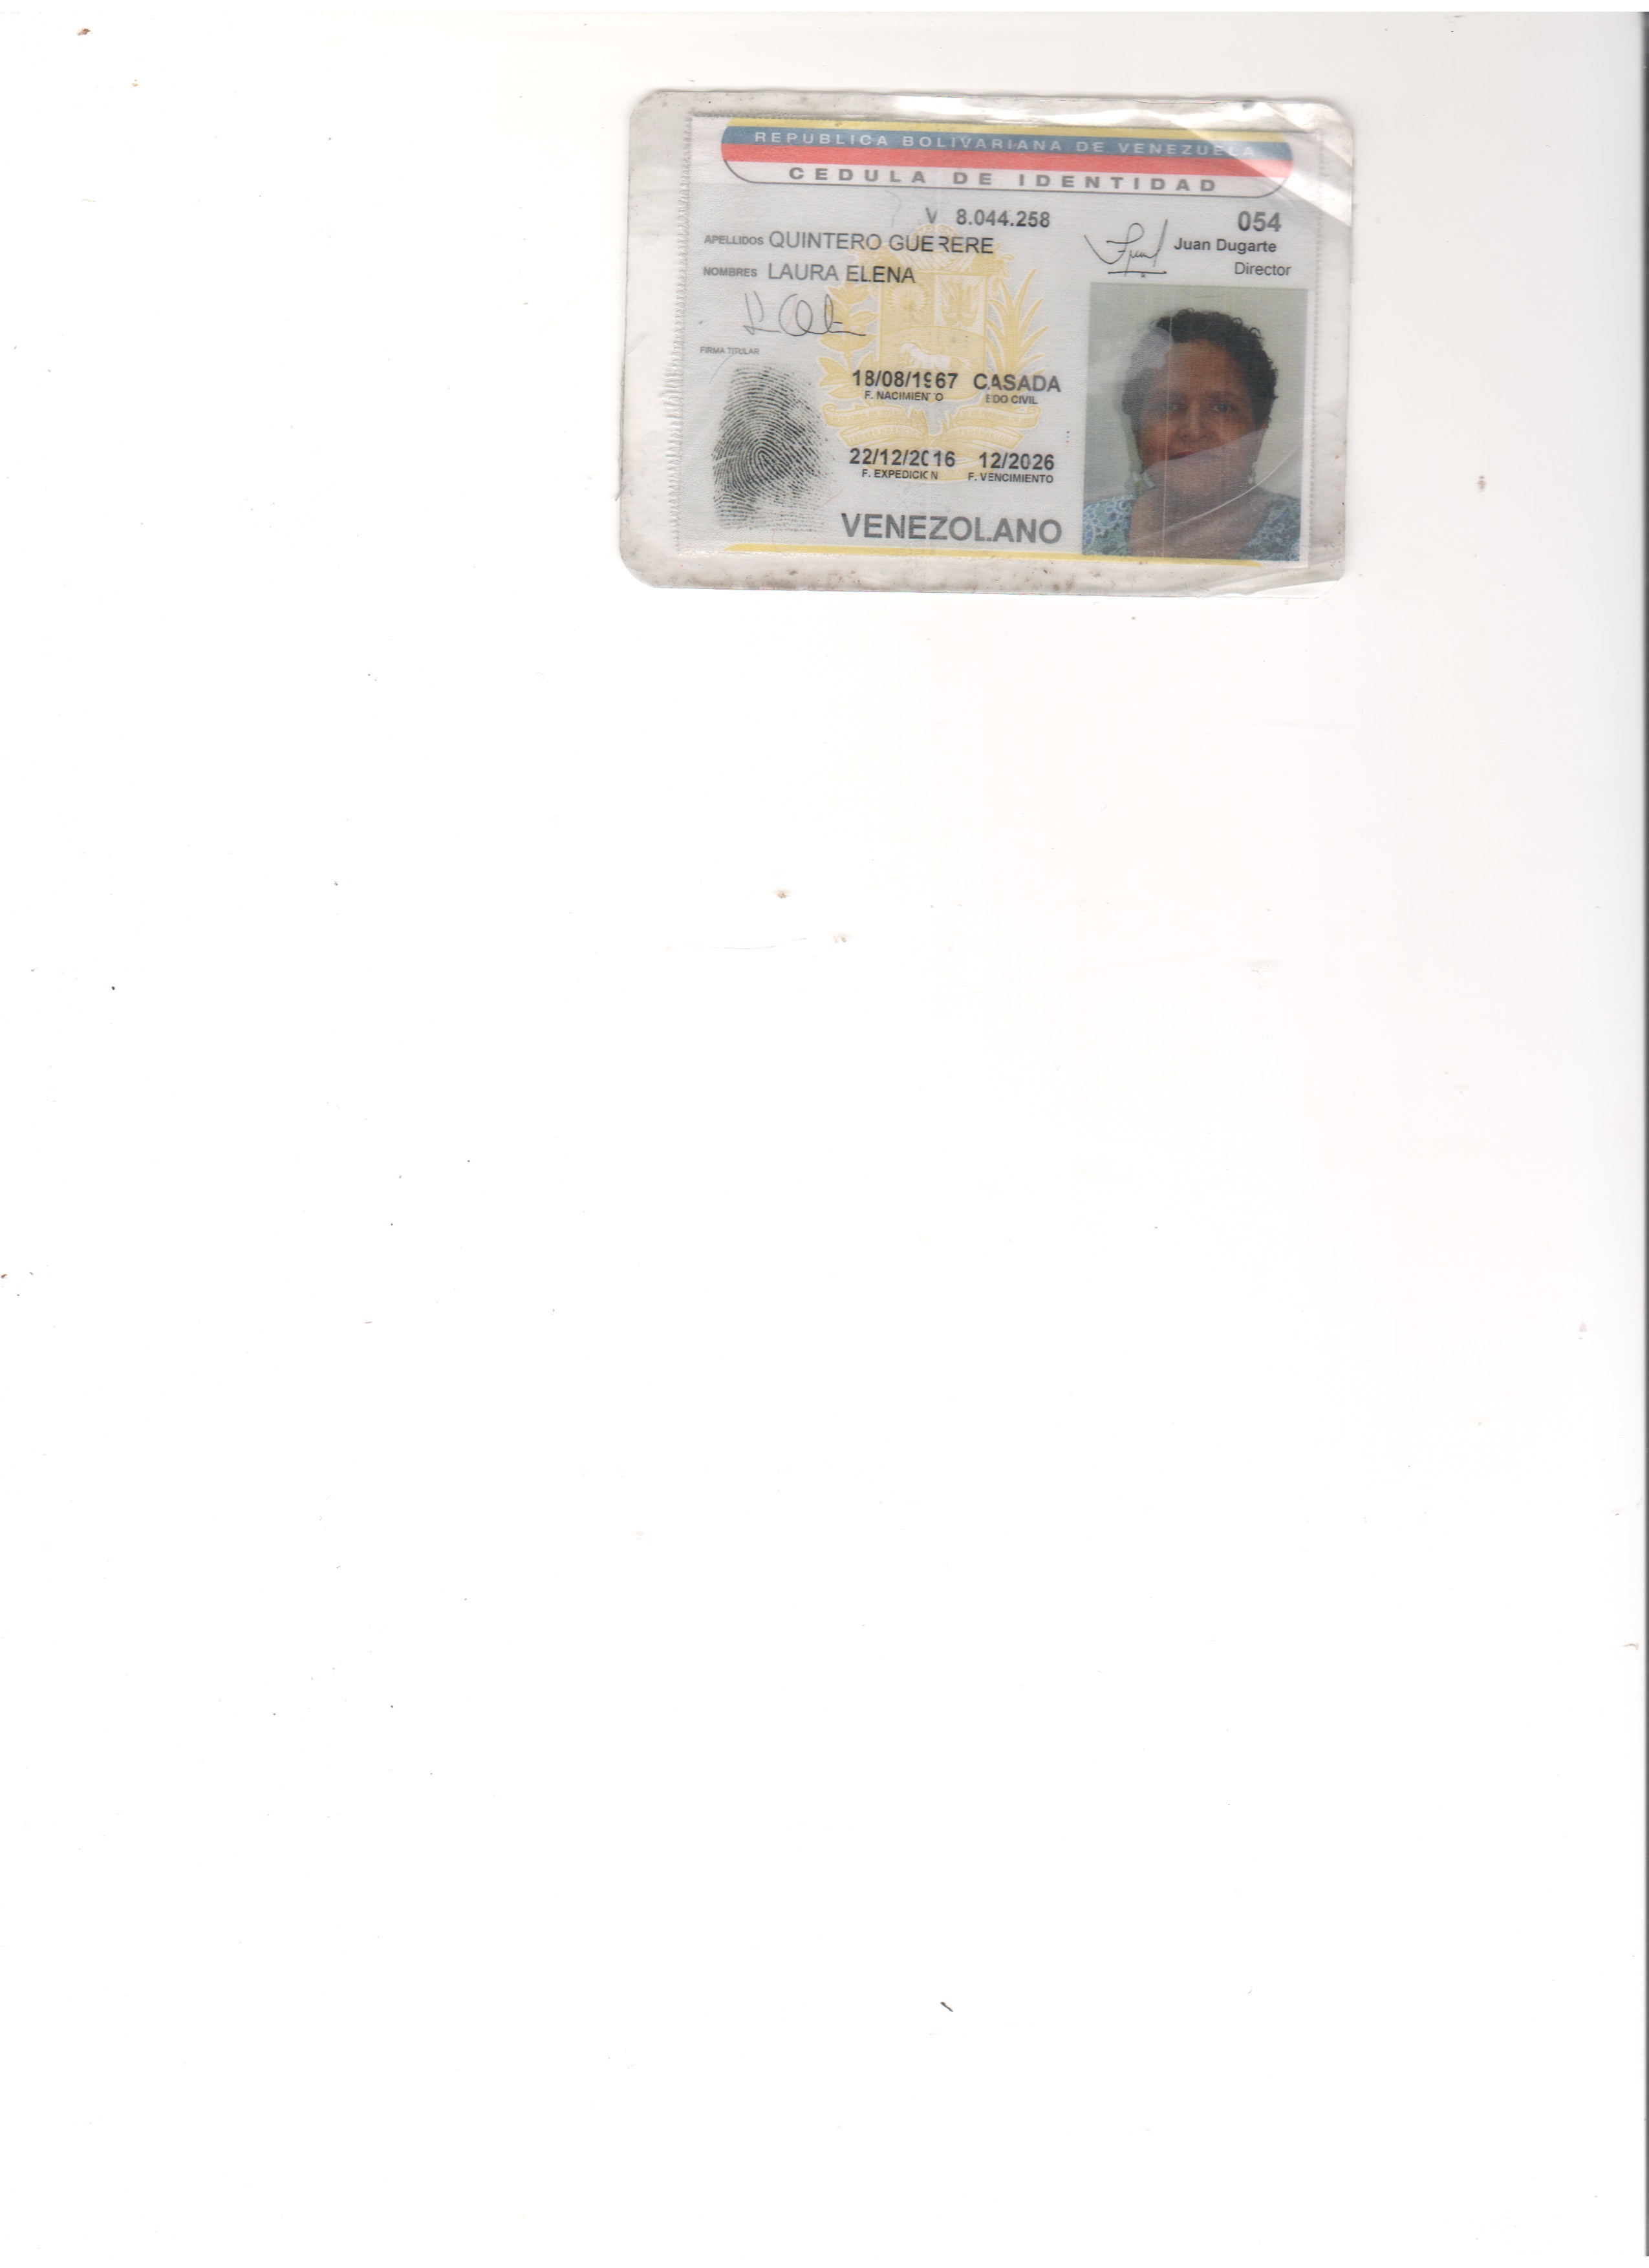 REPUBLICA BOLIVARIANA DE VENEZUELA
CEDULA DE IDENTIDAD
V 8.044.258
054
APELLIDOS QUINTERO GUERERE
Juan Dugarte
Director
NOMBRES LAURA ELENA
FIRMA TITULAR
18/08/1967 CASADA
F. NACIMIENTO EDO CIVIL
22/12/2016 12/2026
F. EXPEDICION F. VENCIMIENTO
VENEZOLANO